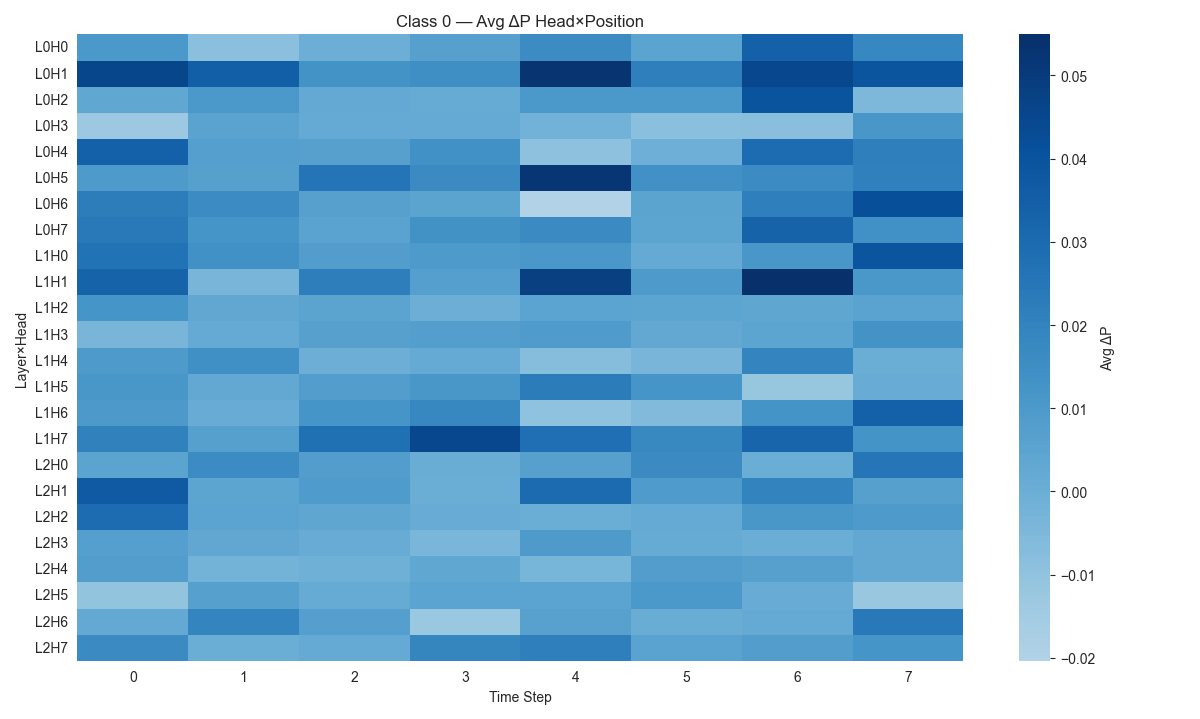 Class 0 — Avg ΔP Head×Position
L0H0
L0H1
L0H2
L0H3
L0H4
L0H5
L0H6
L0H7
L1H0
L1H1
L1H2
L1H3
L1H4
L1H5
L1H6
L1H7
L2H0
L2H1
L2H2
L2H3
L2H4
L2H5
L2H6
L2H7
Layer×Head
0 1 2 3 4 5 6 7
Time Step
0.05
0.04
0.03
0.02
0.01
0.00
−0.01
−0.02
Avg ΔP